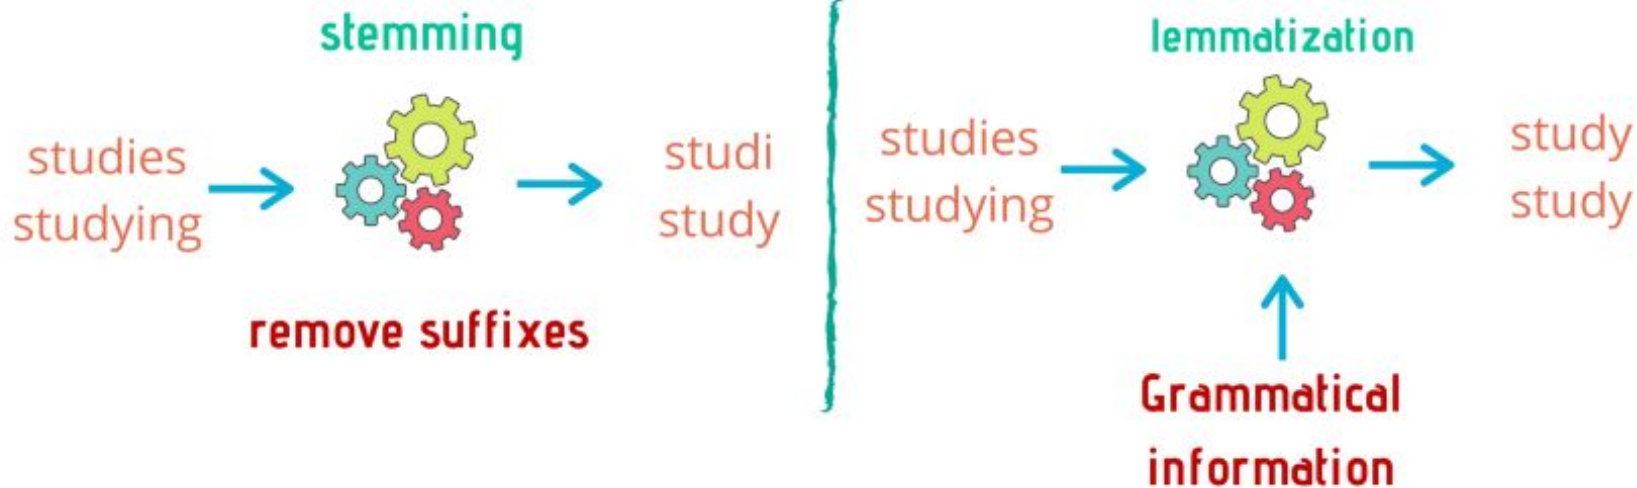 stemming
studies
studying
studi
study
remove suffixes
lemmatization
studies
studying
study
study
Grammatical
information